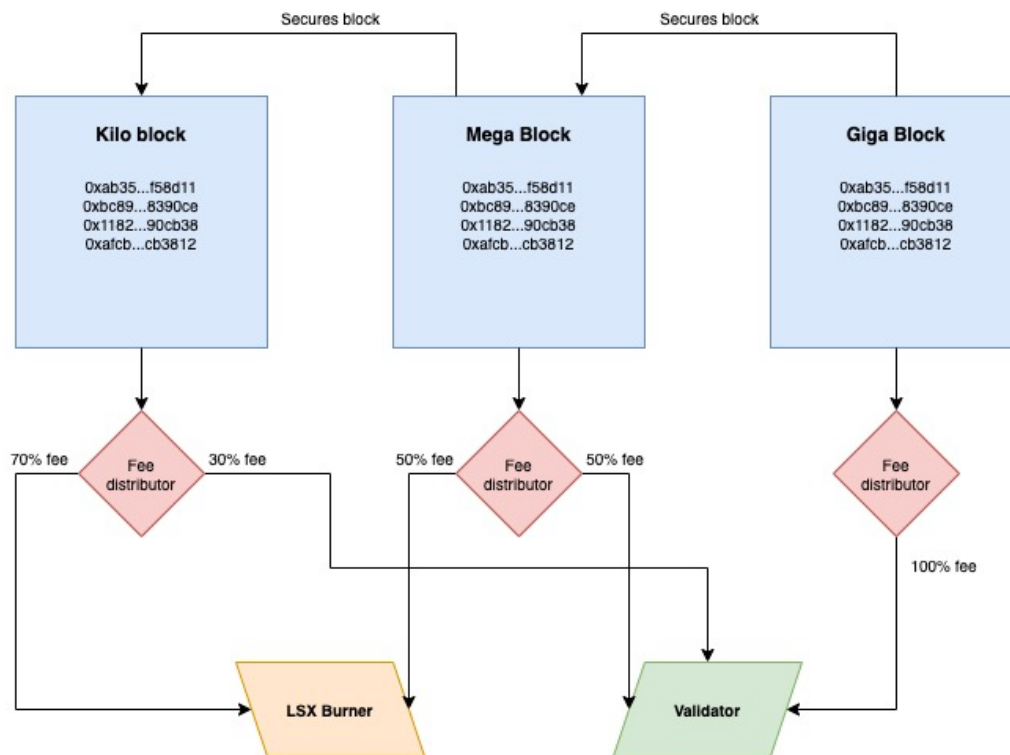 Secures block
Secures block
Kilo block
0xab35...f58d11
0xbc89...8390ce
0x1182...90cb38
0xafcb...cb3812
Mega Block
0xab35...f58d11
0xbc89...8390ce
0x1182...90cb38
0xafcb...cb3812
Giga Block
0xab35...f58d11
0xbc89...8390ce
0x1182...90cb38
0xafcb...cb3812
70% fee
Fee
distributor
30% fee
50% fee
Fee
distributor
50% fee
Fee
distributor
100% fee
LSX Burner
Validator